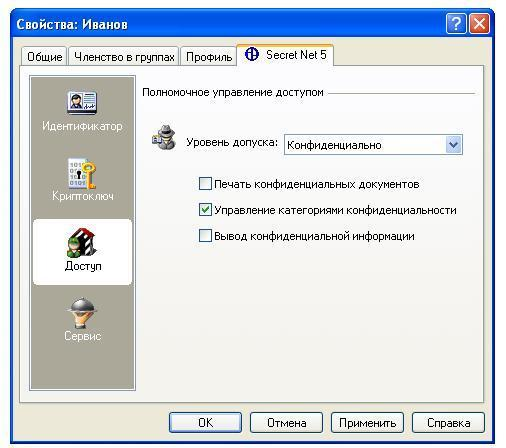 Свойства: Иванов
Общие
Членство в группах
Профиль
Secret Net 5
Идентификатор
Криптоключ
Доступ
Сервис
Полномочное управление доступом
Уровень допуска:
Конфиденциально
Печать конфиденциальных документов
Управление категориями конфиденциальности
Вывод конфиденциальной информации
ОК
Отмена
Применить
Справка